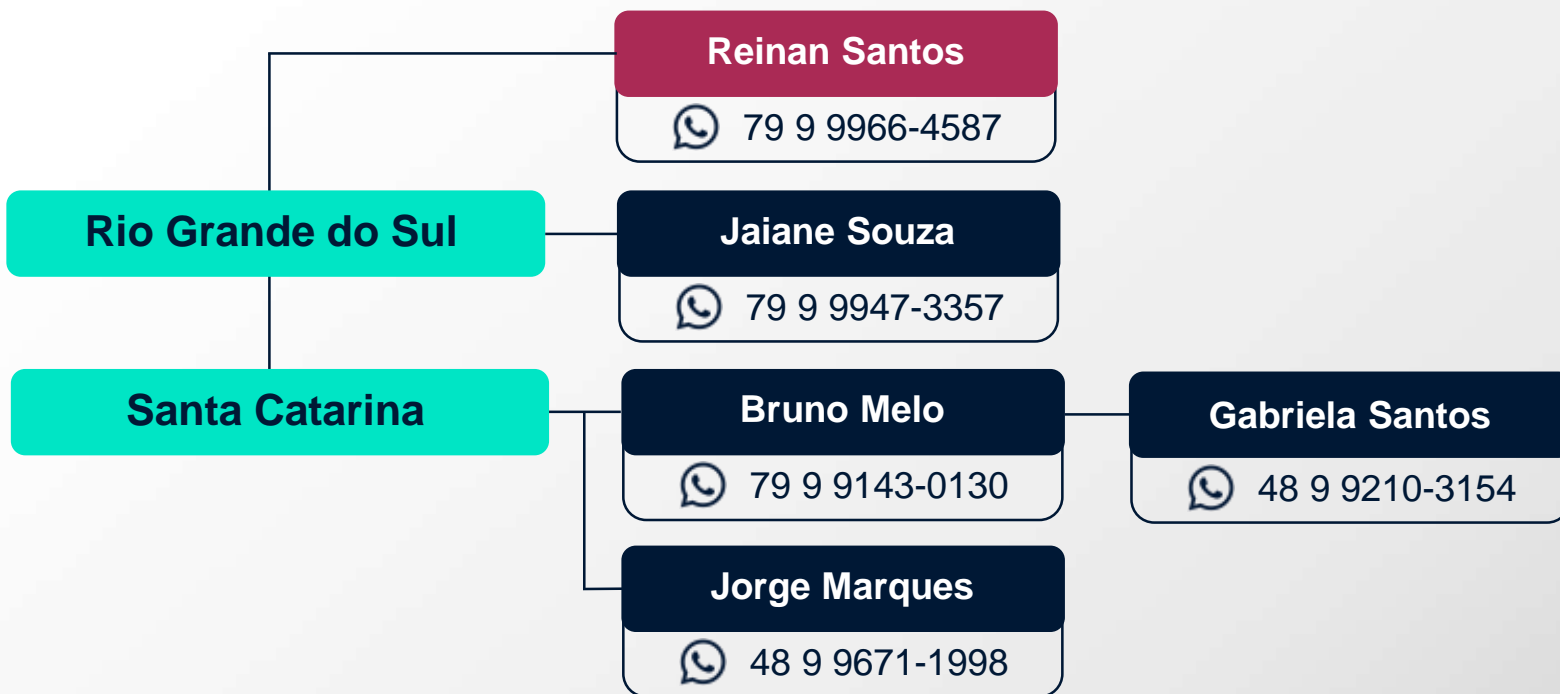 Reinan Santos
79 9 9966-4587
Rio Grande do Sul
Jaiane Souza
79 9 9947-3357
Santa Catarina
Bruno Melo
79 9 9143-0130
Gabriela Santos
48 9 9210-3154
Jorge Marques
48 9 9671-1998